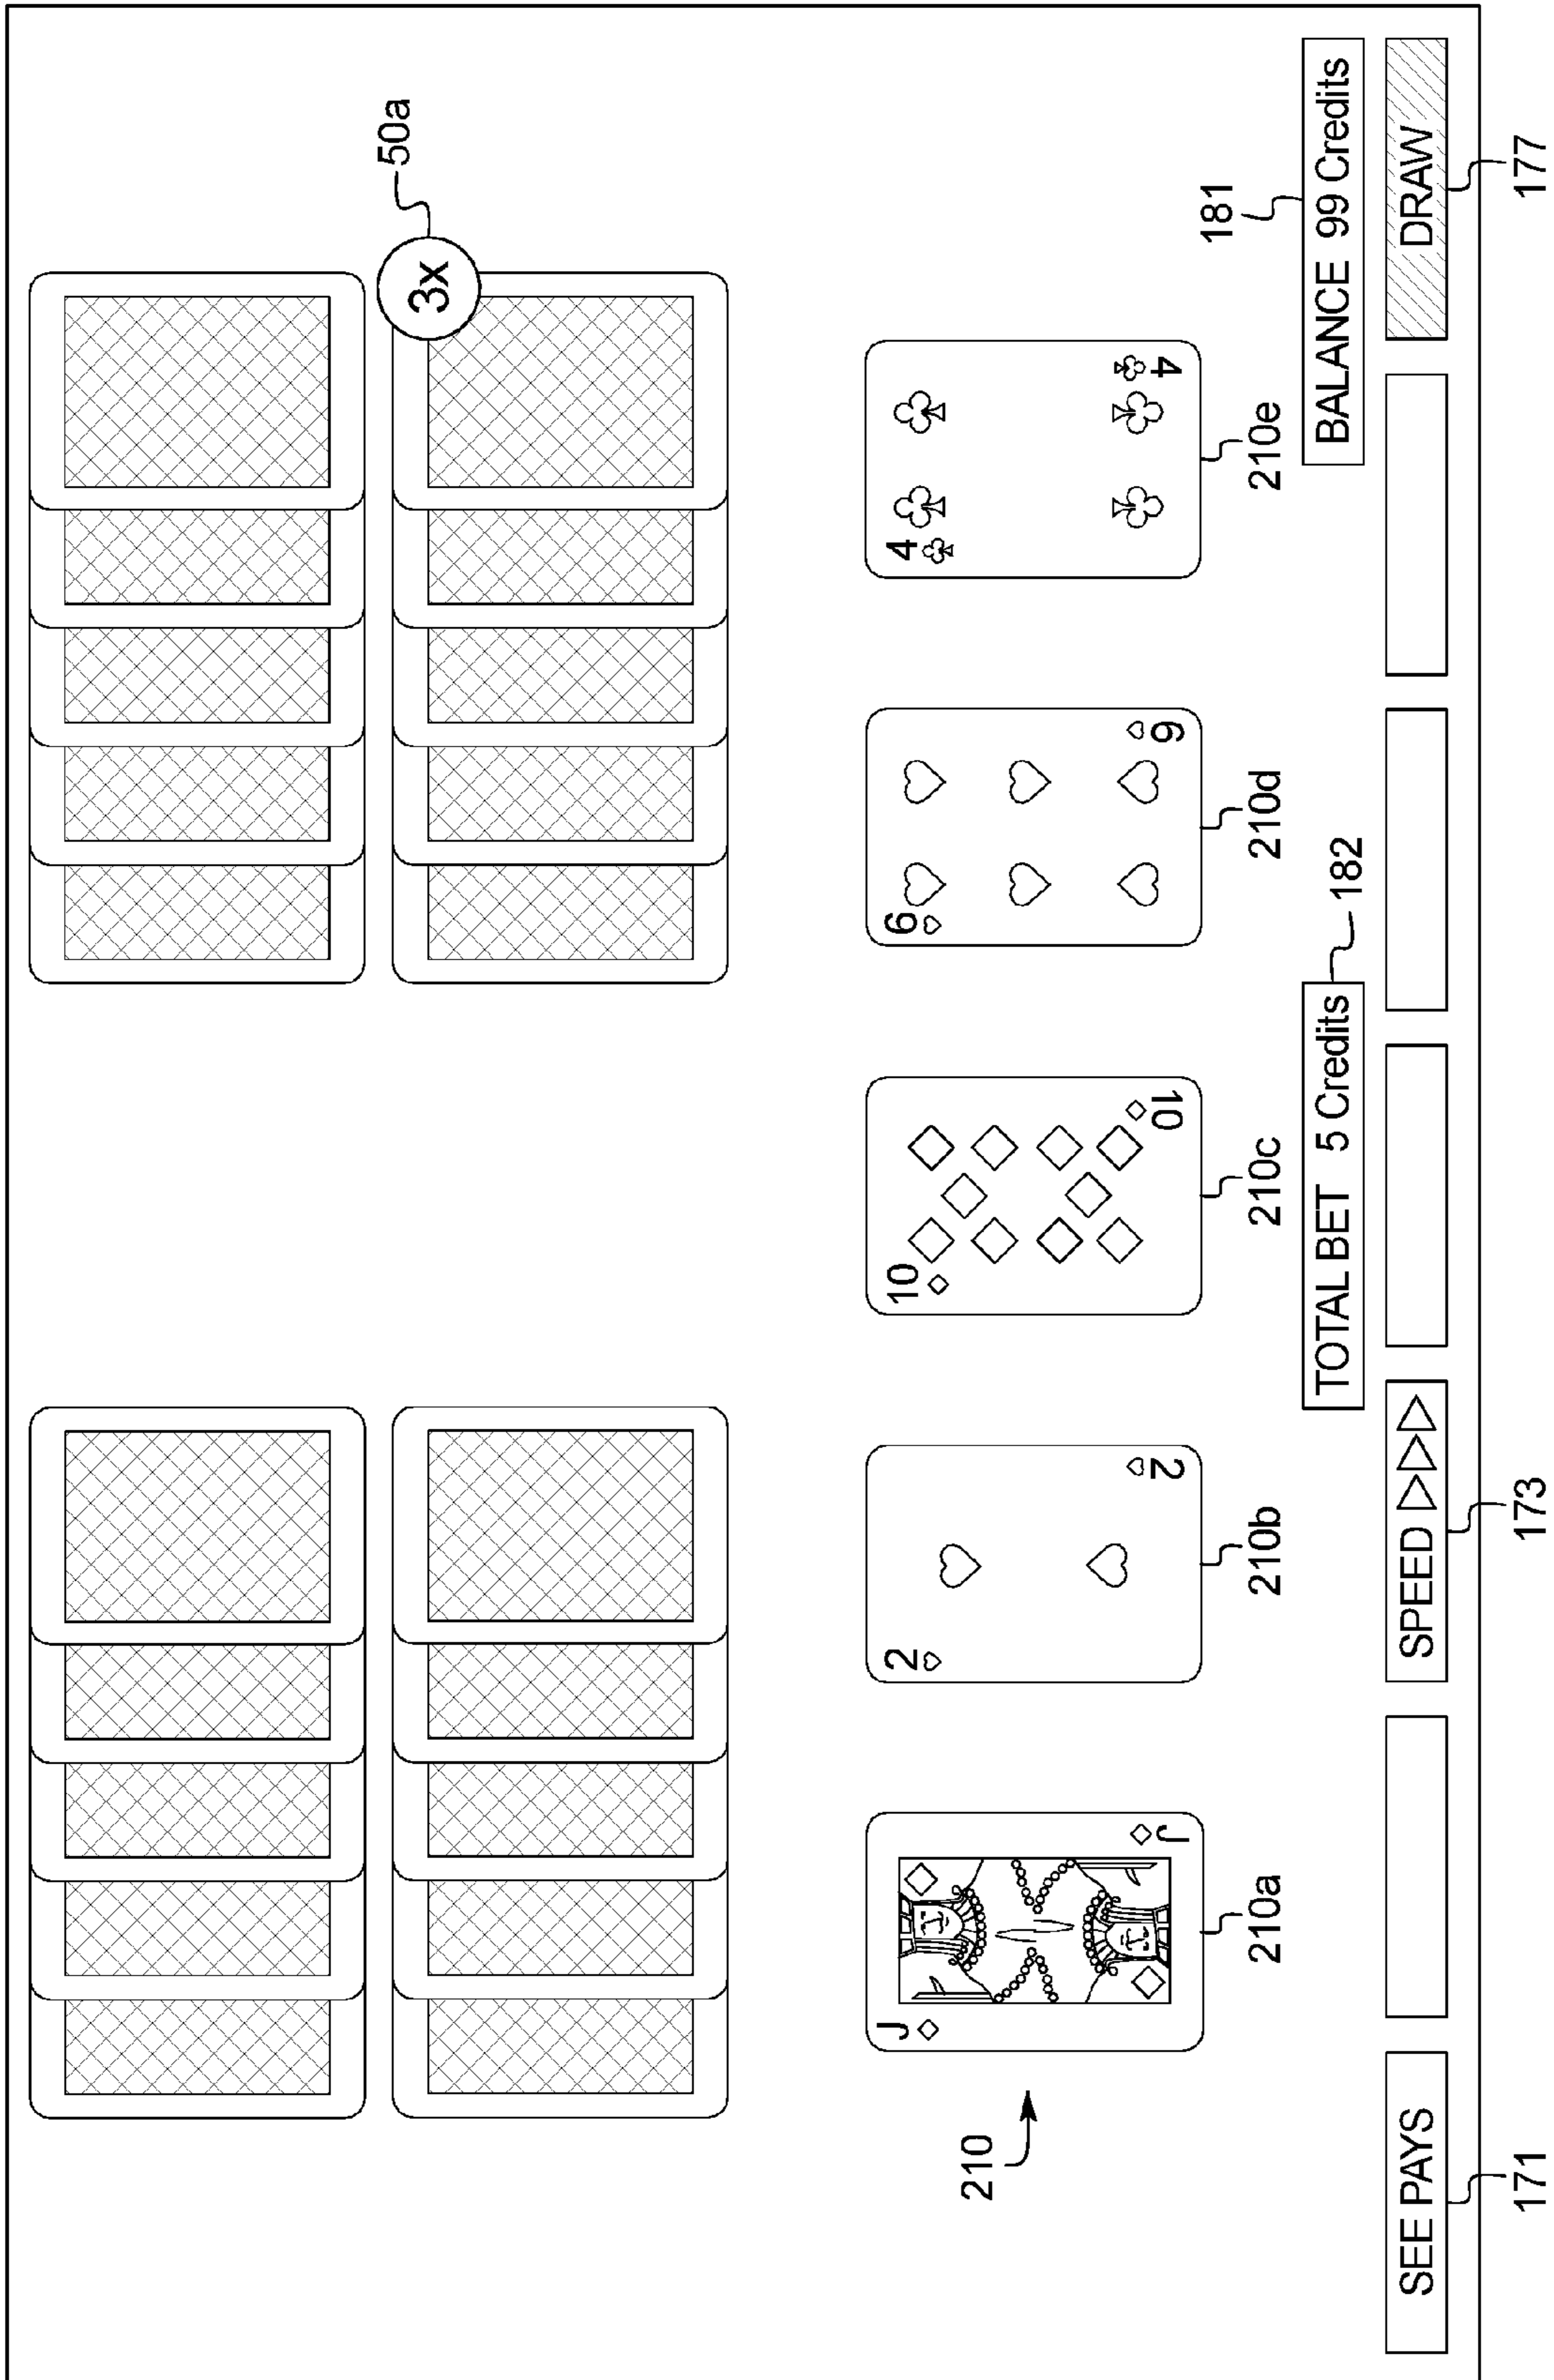 3x
50a
210
J
J
2
2
10
10
6
6
4
4
210a
210b
210c
210d
210e
181
182
TOTAL BET 5 Credits
BALANCE 99 Credits
SEE PAYS
SPEED
DRAW
171
173
177